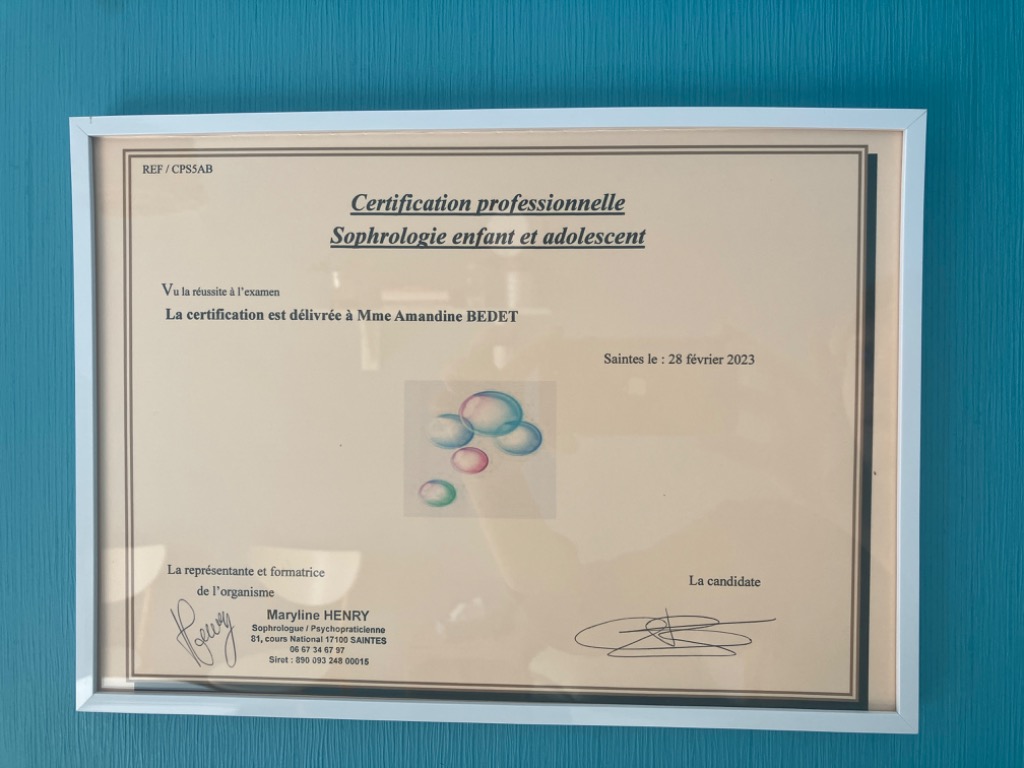 REF / CPS5AB
Certification professionnelle
Sophrologie enfant et adolescent
Vu la réussite à l'examen
La certification est délivrée à Mme Amandine BEDET
Saintes le : 28 février 2023
La représentante et formatrice
de l'organisme
La candidate
Henry
Maryline HENRY
Sophrologue / Psychopraticienne
81, cours National 17100 SAINTES
06 67 34 67 97
Siret : 890 093 248 00015